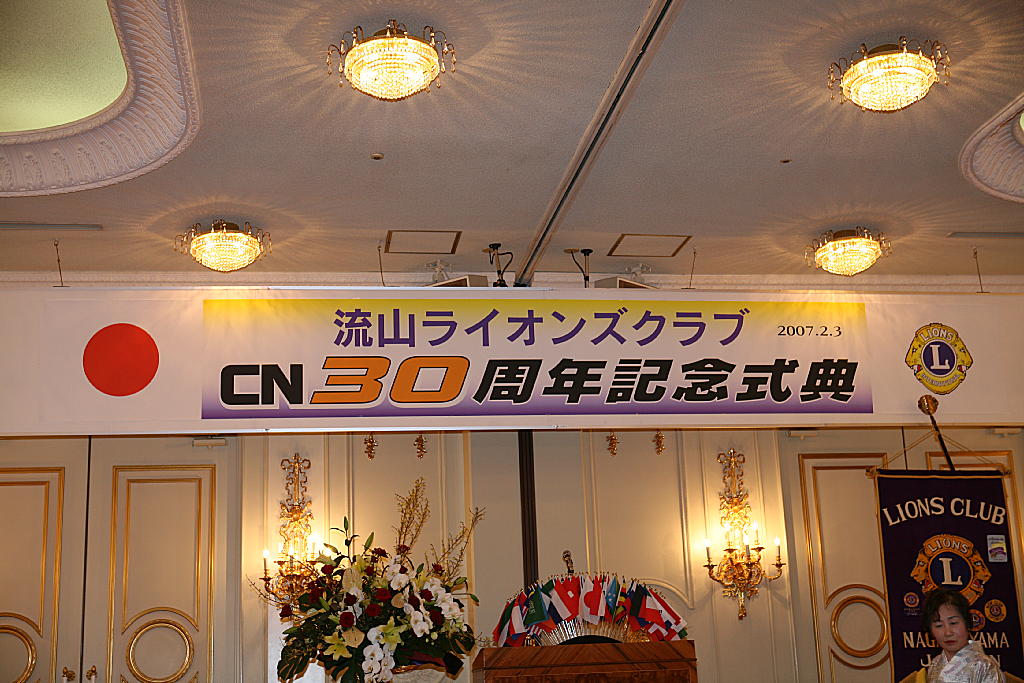 流山ライオンズクラブ 2007.2.3
CN30周年記念式典
LIONS
L
INTERNATIONAL
LIONS CLUB
LIONS
L